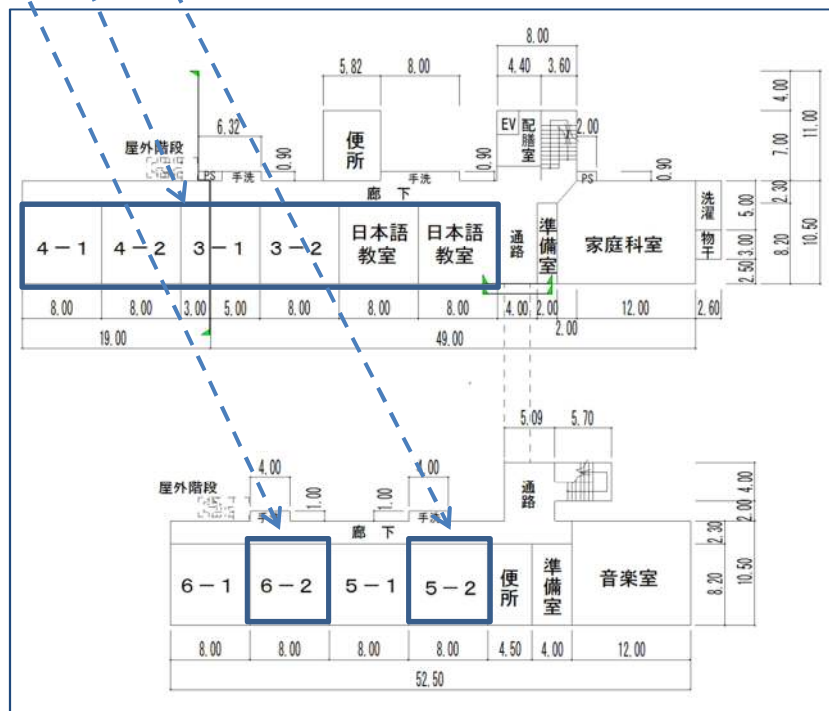 8.00
5.82
8.00
4.40
3.60
4.00
11.00
7.00
6.32
便所
EV
配膳室
2.00
屋外階段
0.90
0.90
0.90
PS
手洗
手洗
PS
廊 下
2.30
5.00
洗濯
4-1
4-2
3-1
3-2
日本語教室
日本語教室
通路
準備室
家庭科室
物干
8.20
3.00
10.50
2.50
8.00
8.00
3.00
5.00
8.00
8.00
8.00
4.00
2.00
12.00
2.60
2.00
19.00
49.00
5.09
5.70
4.00
4.00
屋外階段
1.00
1.00
通路
4.00
2.00
手洗
手洗
廊 下
2.30
6-1
6-2
5-1
5-2
便所
準備室
音楽室
8.20
10.50
8.00
8.00
8.00
8.00
4.50
4.00
12.00
52.50